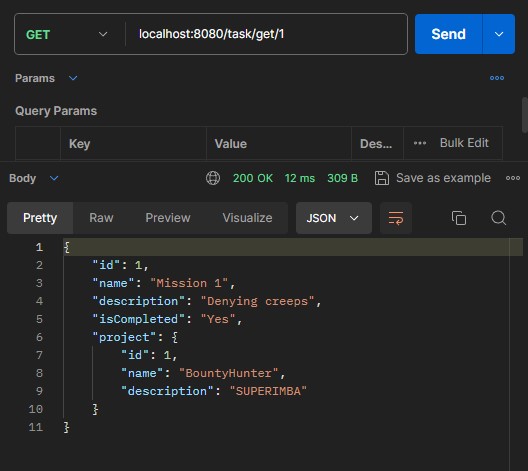 GET localhost:8080/task/get/1 Send
Params
Query Params
Key Value Des... Bulk Edit
Body 200 OK 12 ms 309 B Save as example
Pretty Raw Preview Visualize JSON
1 {
2 "id": 1,
3 "name": "Mission 1",
4 "description": "Denying creeps",
5 "isCompleted": "Yes",
6 "project": {
7 "id": 1,
8 "name": "BountyHunter",
9 "description": "SUPERIMBA"
10 }
11 }